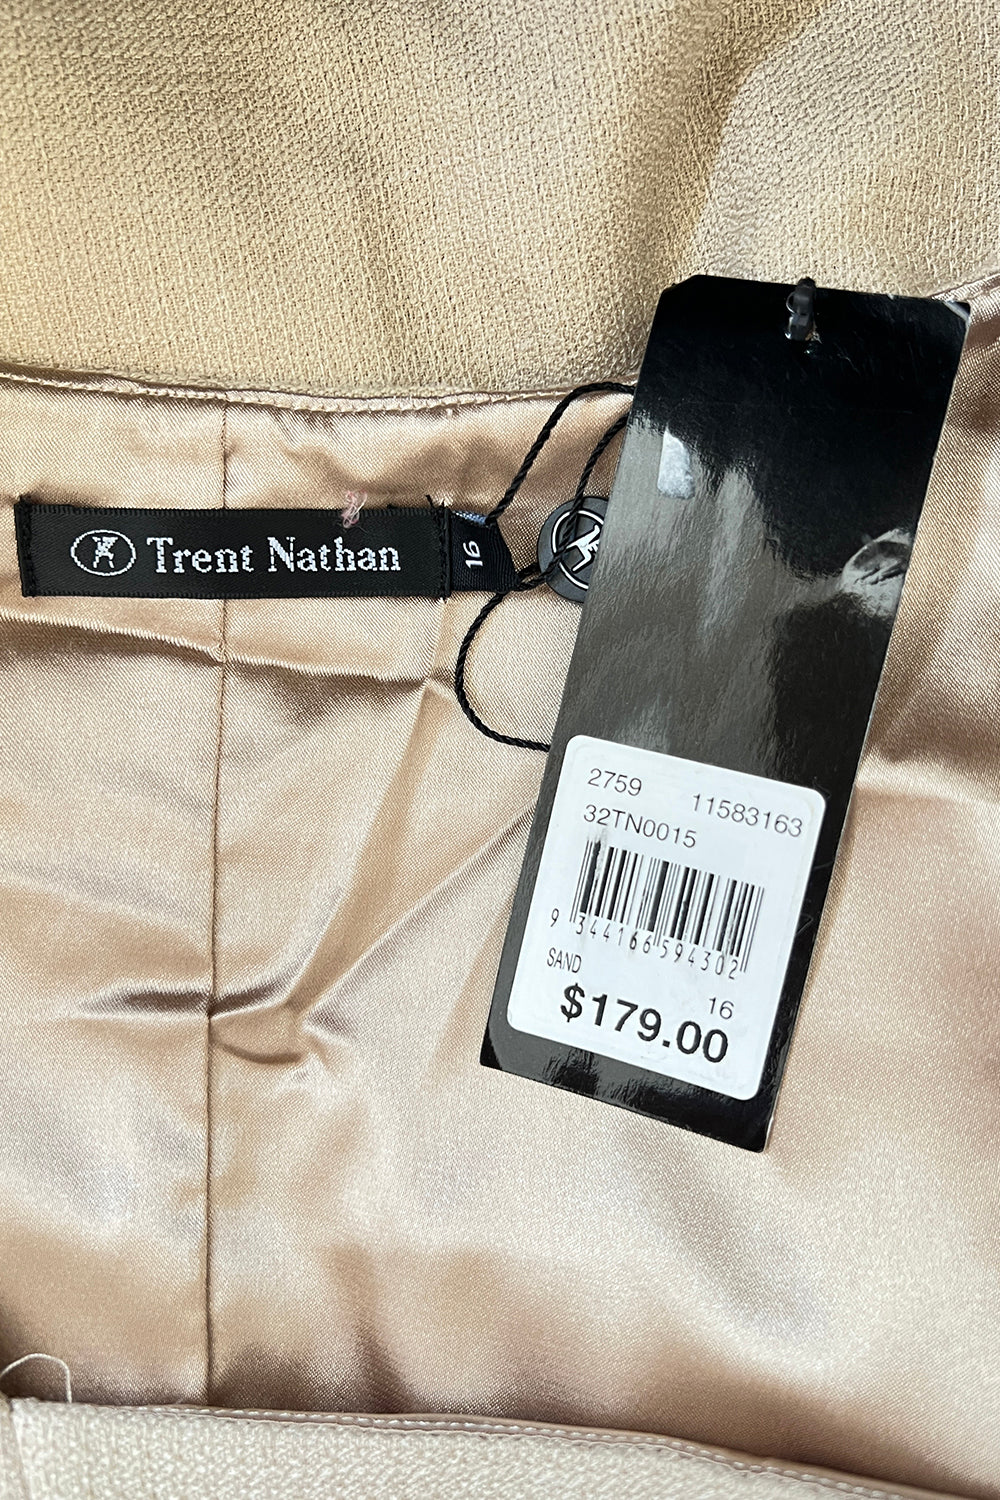 Trent Nathan
16
2759 11583163
32TN0015
9 344166 594302
SAND
16
$179.00